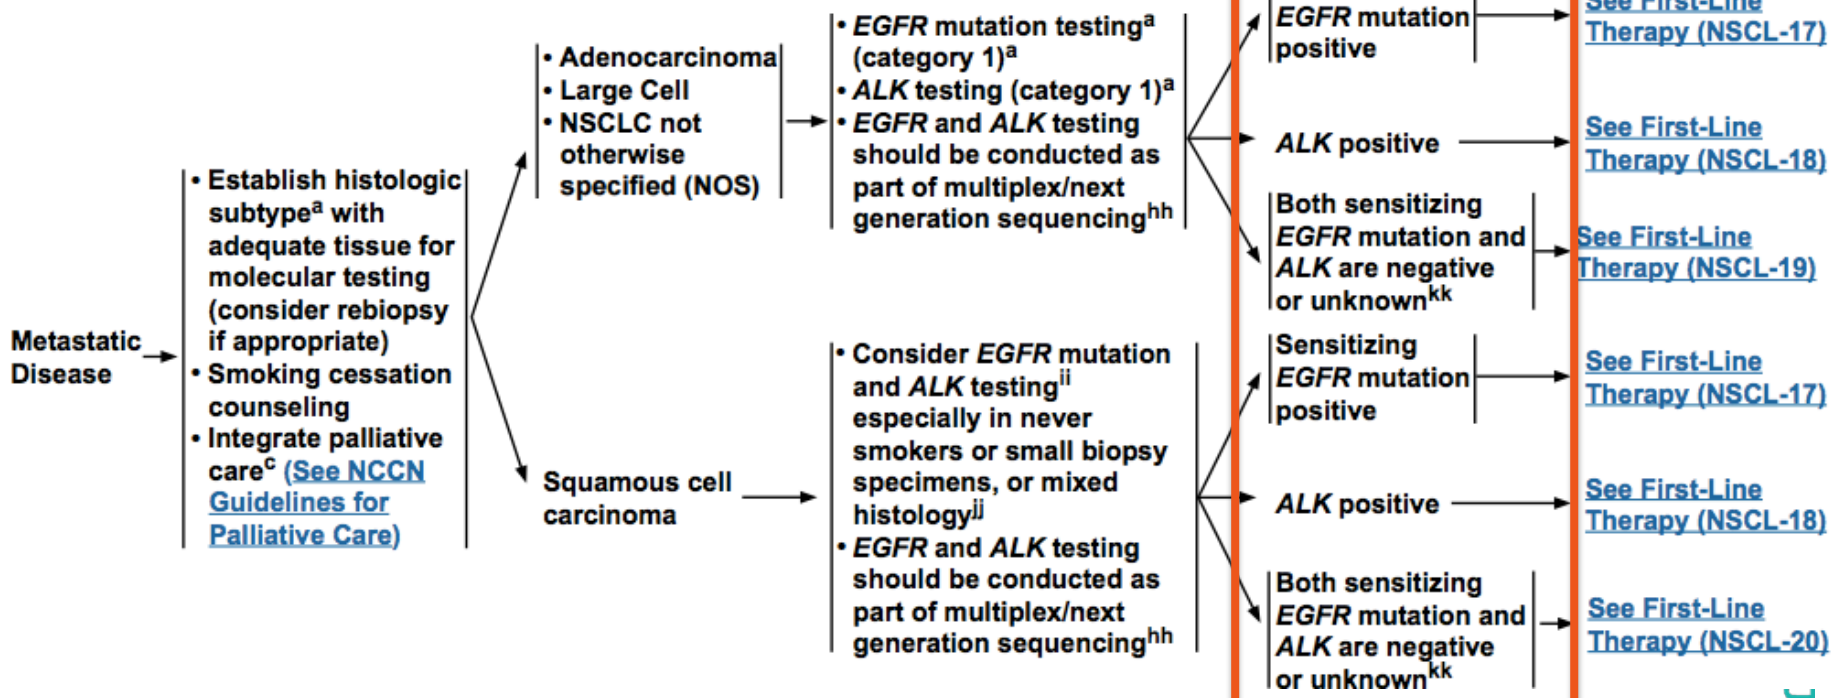 Metastatic
Disease
• Establish histologic
subtypeᵃ with
adequate tissue for
molecular testing
(consider rebiopsy
if appropriate)
• Smoking cessation
counseling
• Integrate palliative
careᶜ (See NCCN
Guidelines for
Palliative Care)
• Adenocarcinoma
• Large Cell
• NSCLC not
otherwise
specified (NOS)
• EGFR mutation testingᵃ
(category 1)ᵃ
• ALK testing (category 1)ᵃ
• EGFR and ALK testing
should be conducted as
part of multiplex/next
generation sequencingʰʰ
EGFR mutation
positive
See First-Line
Therapy (NSCL-17)
ALK positive
See First-Line
Therapy (NSCL-18)
Both sensitizing
EGFR mutation and
ALK are negative
or unknownᵏᵏ
See First-Line
Therapy (NSCL-19)
Squamous cell
carcinoma
• Consider EGFR mutation
and ALK testingⁱⁱ
especially in never
smokers or small biopsy
specimens, or mixed
histologyʲʲ
• EGFR and ALK testing
should be conducted as
part of multiplex/next
generation sequencingʰʰ
Sensitizing
EGFR mutation
positive
See First-Line
Therapy (NSCL-17)
ALK positive
See First-Line
Therapy (NSCL-18)
Both sensitizing
EGFR mutation and
ALK are negative
or unknownᵏᵏ
See First-Line
Therapy (NSCL-20)